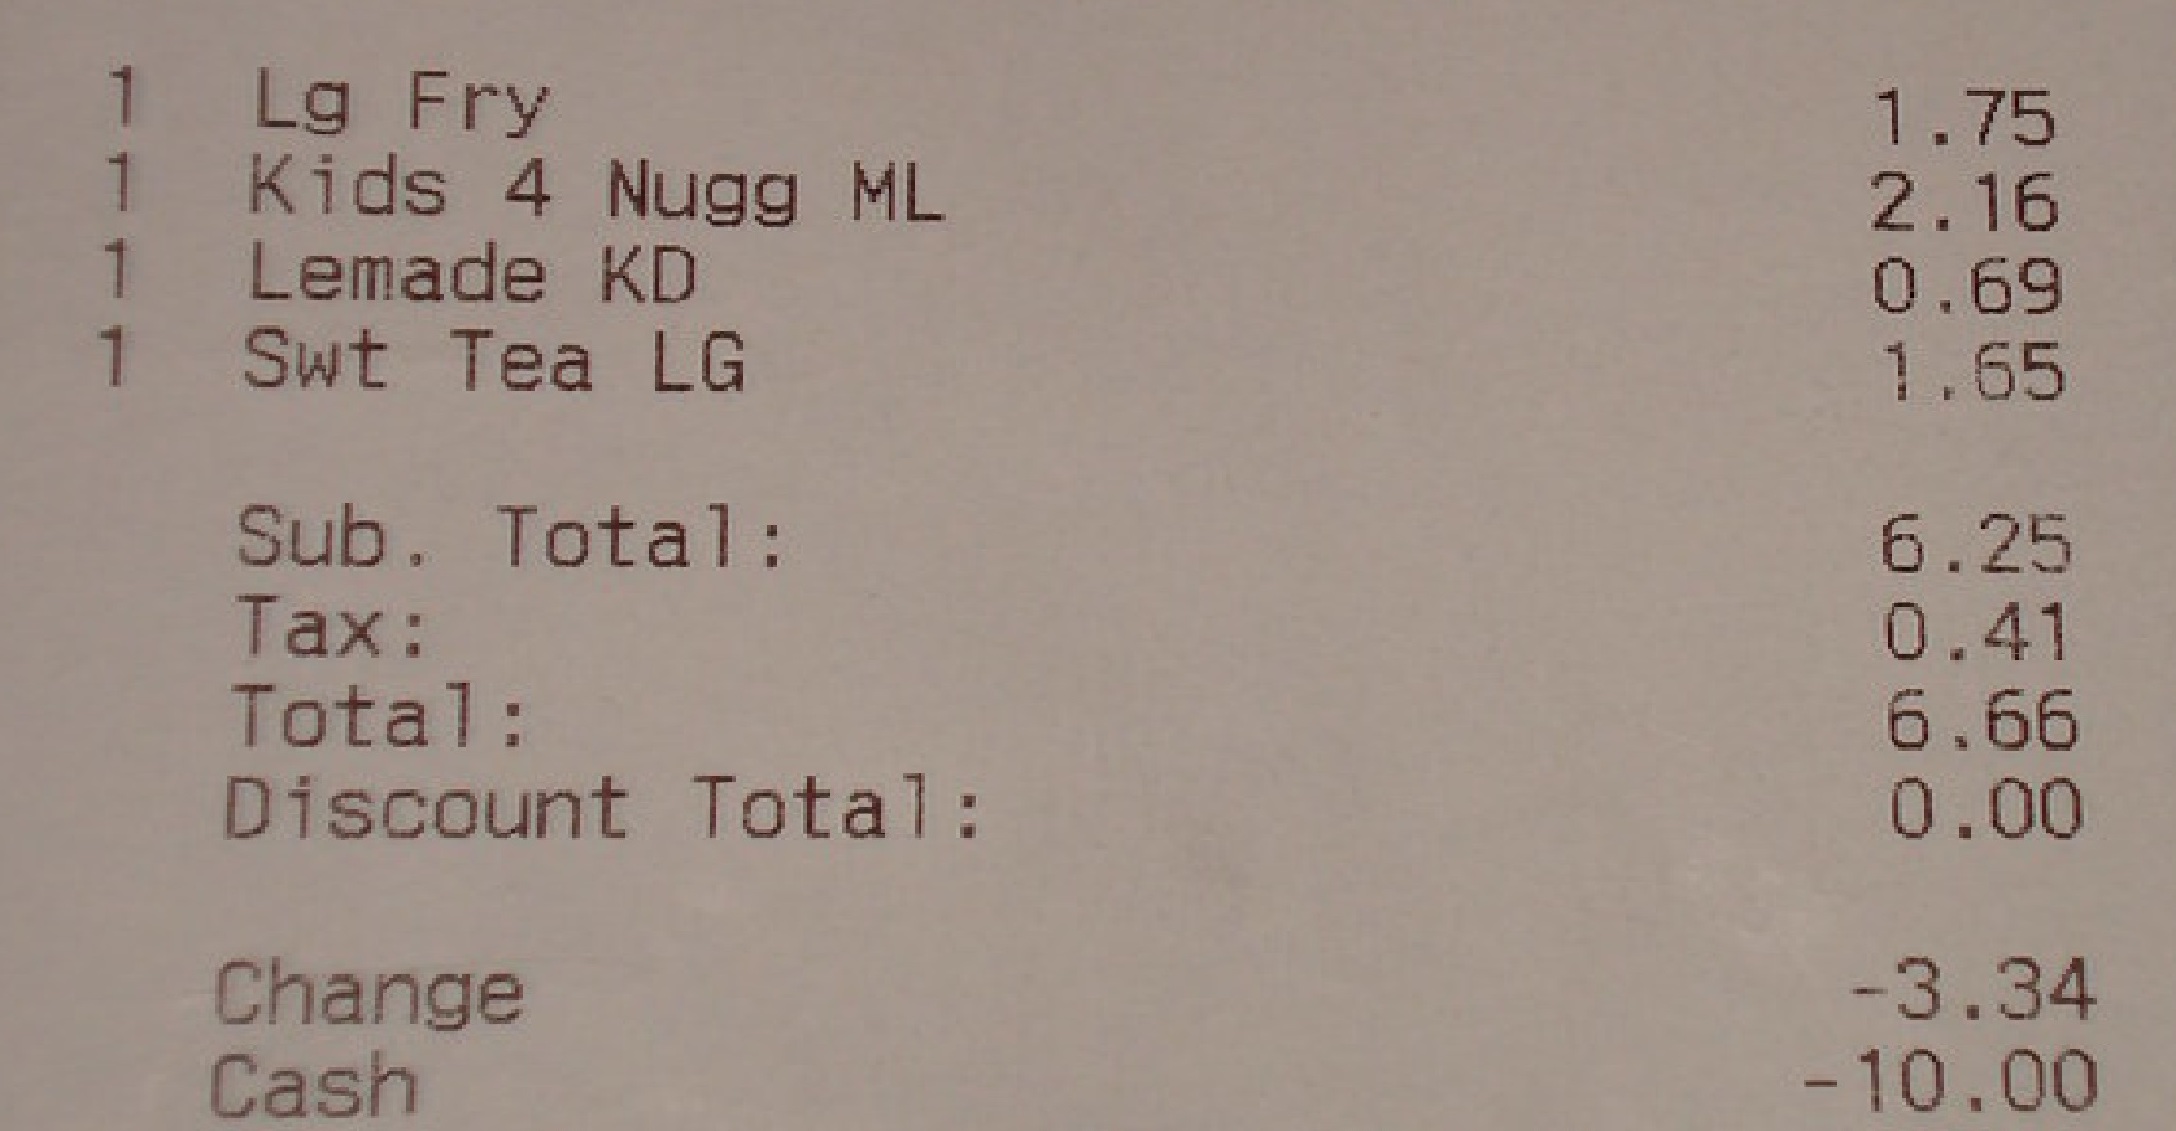 1 Lg Fry 1.75
1 Kids 4 Nugg ML 2.16
1 Lemade KD 0.69
1 Swt Tea LG 1.65
Sub. Total: 6.25
Tax: 0.41
Total: 6.66
Discount Total: 0.00
Change -3.34
Cash -10.00